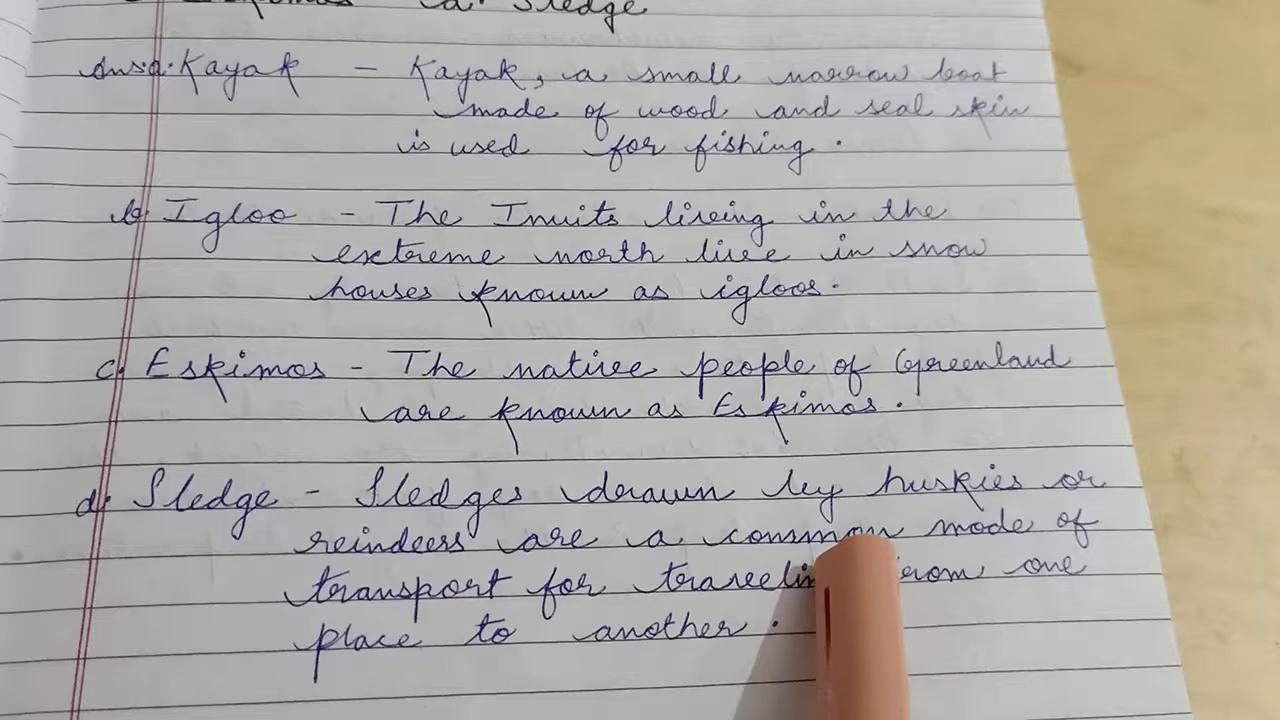 d. Sledge
Ans a. Kayak - Kayak, a small narrow boat
made of wood and seal skin
is used for fishing.
b. Igloo - The Inuits living in the
extreme north live in snow
houses known as igloos.
c. Eskimos - The native people of Greenland
are known as Eskimos.
d. Sledge - Sledges drawn by huskies or
reindeers are a common mode of
transport for from one
place to another.